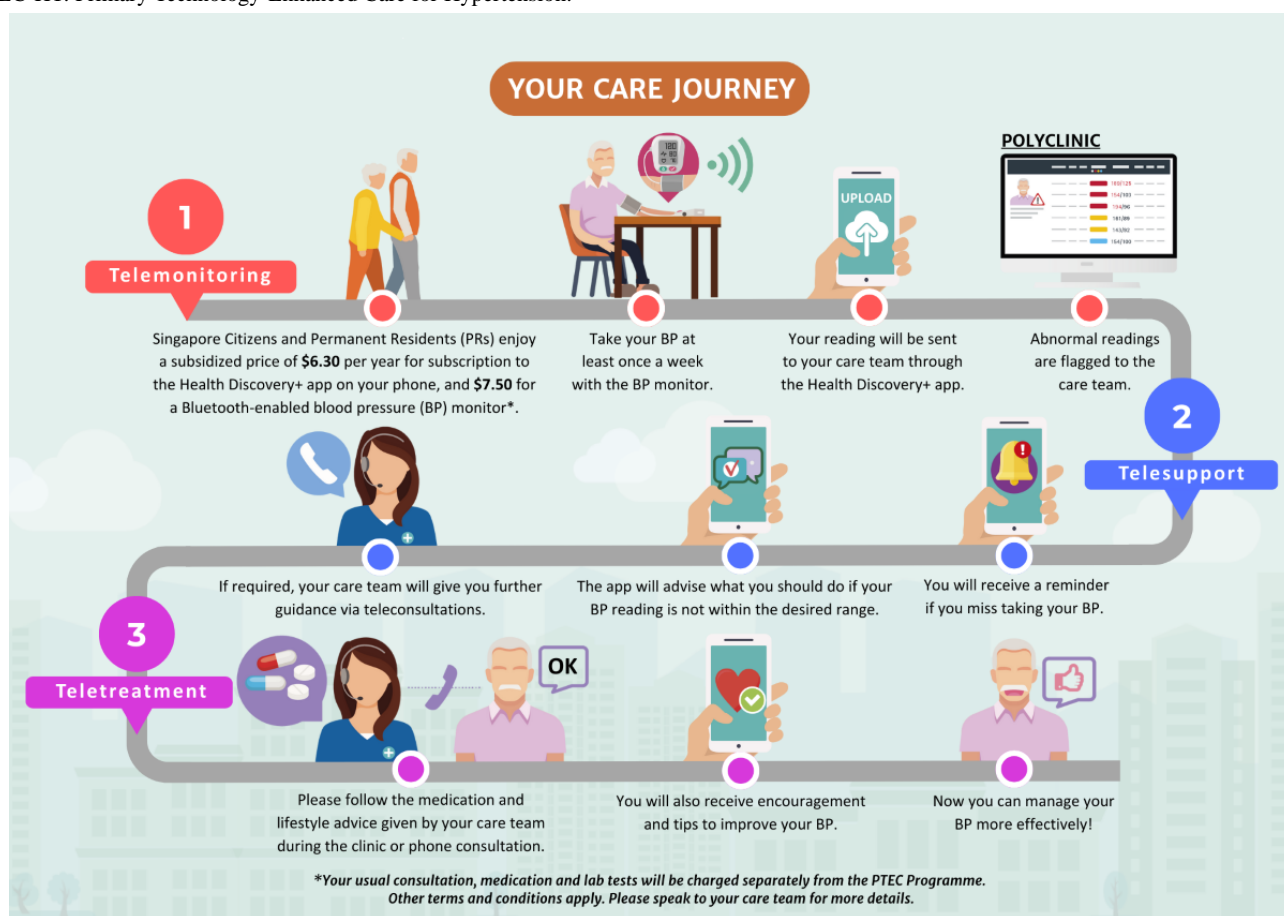 Primary Technology-Enhanced Care for Hypertension.
YOUR CARE JOURNEY
1
Telemonitoring
Singapore Citizens and Permanent Residents (PRs) enjoy
a subsidized price of $6.30 per year for subscription to
the Health Discovery+ app on your phone, and $7.50 for
a Bluetooth-enabled blood pressure (BP) monitor*.
Take your BP at
least once a week
with the BP monitor.
UPLOAD
Your reading will be sent
to your care team through
the Health Discovery+ app.
POLYCLINIC
Abnormal readings
are flagged to the
care team.
2
Telesupport
You will receive a reminder
if you miss taking your BP.
The app will advise what you should do if your
BP reading is not within the desired range.
If required, your care team will give you further
guidance via teleconsultations.
3
Teletreatment
OK
Please follow the medication and
lifestyle advice given by your care team
during the clinic or phone consultation.
You will also receive encouragement
and tips to improve your BP.
Now you can manage your
BP more effectively!
*Your usual consultation, medication and lab tests will be charged separately from the PTEC Programme.
Other terms and conditions apply. Please speak to your care team for more details.